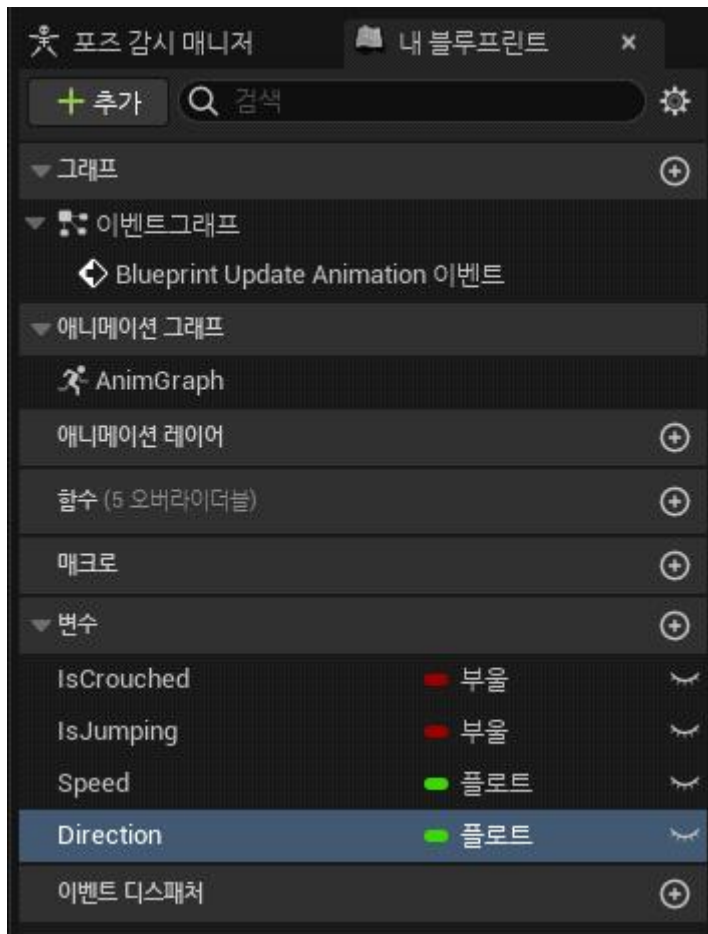 포즈 감시 매니저 내 블루프린트
추가 검색
그래프
이벤트그래프
Blueprint Update Animation 이벤트
애니메이션 그래프
AnimGraph
애니메이션 레이어
함수 (5 오버라이더블)
매크로
변수
IsCrouched 부울
IsJumping 부울
Speed 플로트
Direction 플로트
이벤트 디스패처